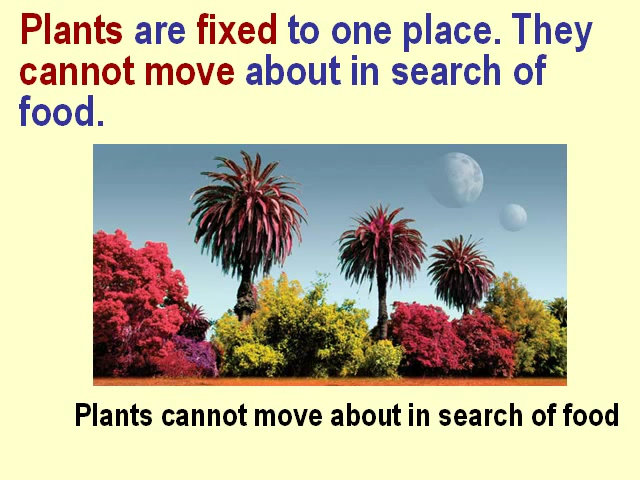 Plants are fixed to one place. They
cannot move about in search of
food.
Plants cannot move about in search of food